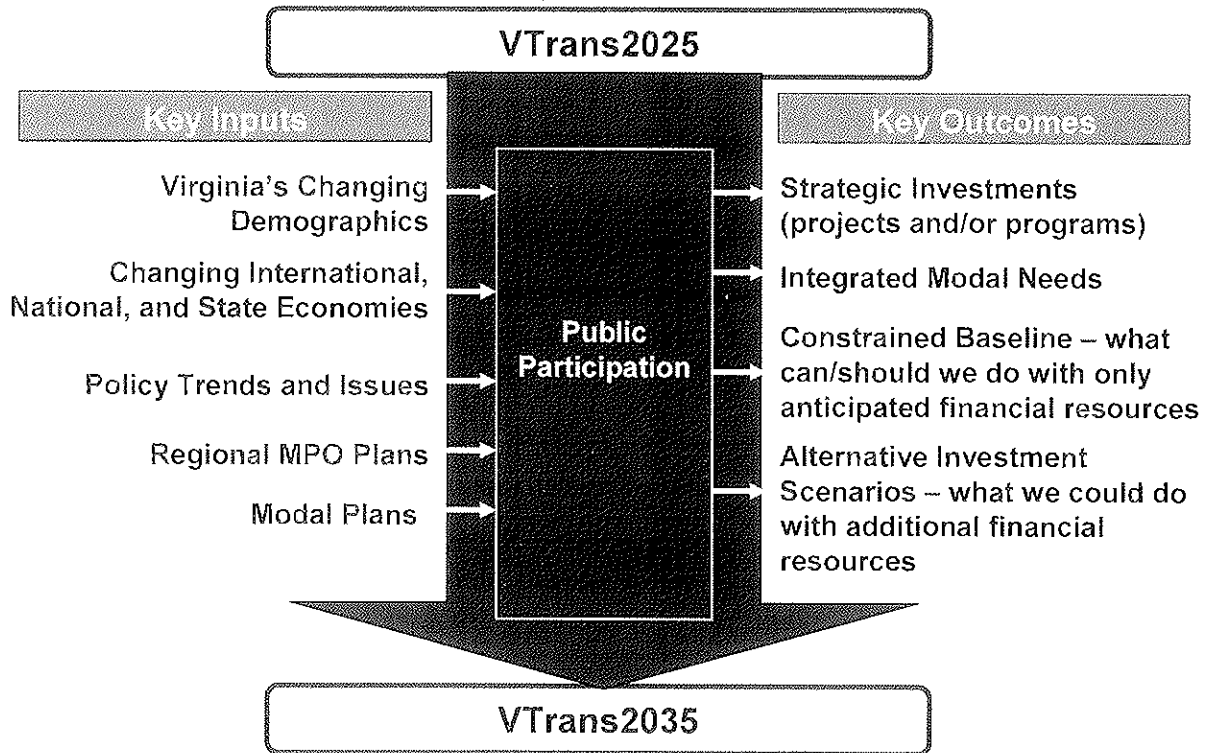 VTrans2025
Key Inputs
Virginia's Changing
Demographics
Changing International,
National, and State Economies
Policy Trends and Issues
Regional MPO Plans
Modal Plans
Public
Participation
Key Outcomes
Strategic Investments
(projects and/or programs)
Integrated Modal Needs
Constrained Baseline – what
can/should we do with only
anticipated financial resources
Alternative Investment
Scenarios – what we could do
with additional financial
resources
VTrans2035